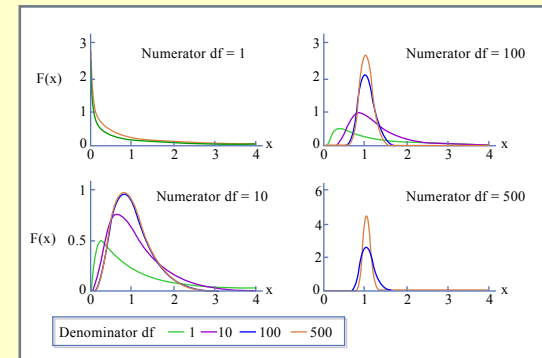 Numerator df = 1
3
2
F(x)
1
0
0 1 2 3 4 x
Numerator df = 100
3
2
1
0
0 1 2 3 4 x
Numerator df = 10
1
F(x)
0.5
0
0 1 2 3 4 x
Numerator df = 500
6
4
2
0
0 1 2 3 4 x
Denominator df 1 10 100 500